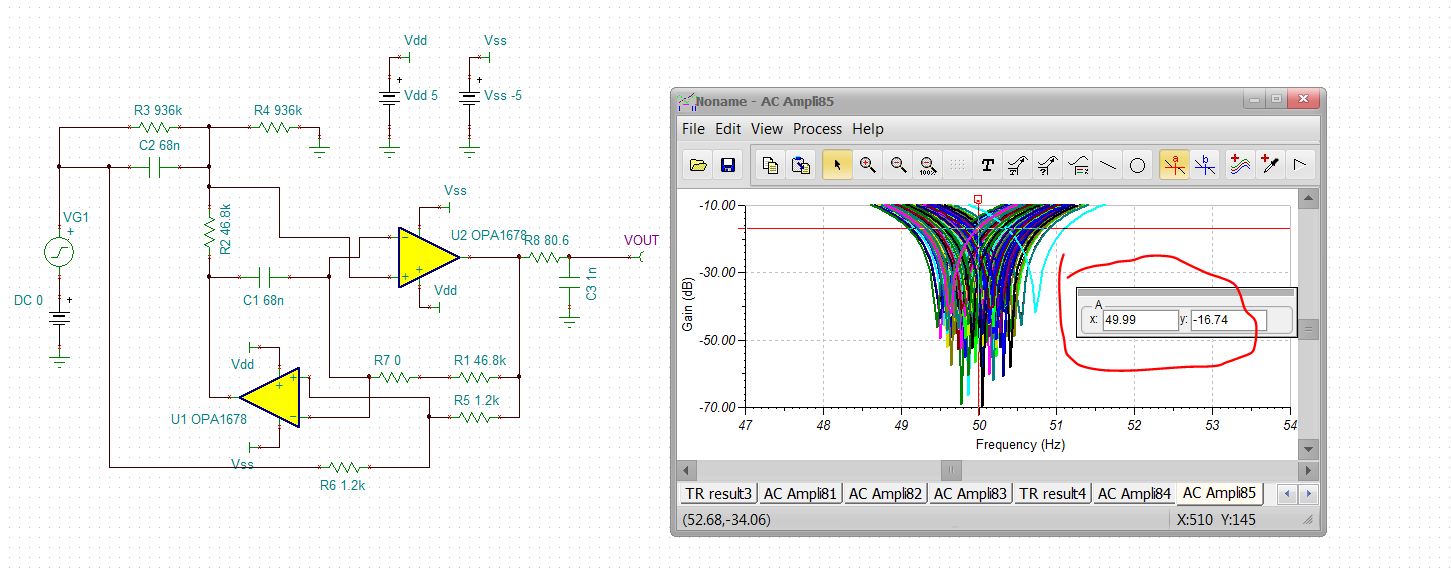 Vdd
Vss
Vdd 5
Vss -5
+
+
R3 936k
R4 936k
C2 68n
VG1
+
R2 46.8k
Vss
U2 OPA1678
R8 80.6
VOUT
C1 68n
Vdd
C3 1n
DC 0
+
Vdd
R7 0
R1 46.8k
R5 1.2k
U1 OPA1678
Vss
R6 1.2k
Noname - AC Ampli85
File Edit View Process Help
100%
T
a
b
Gain (dB)
-10.00
-30.00
-50.00
-70.00
a
A
x: 49.99 y: -16.74
47 48 49 50 51 52 53 54
Frequency (Hz)
TR result3 AC Ampli81 AC Ampli82 AC Ampli83 TR result4 AC Ampli84 AC Ampli85
(52.68,-34.06) X:510 Y:145